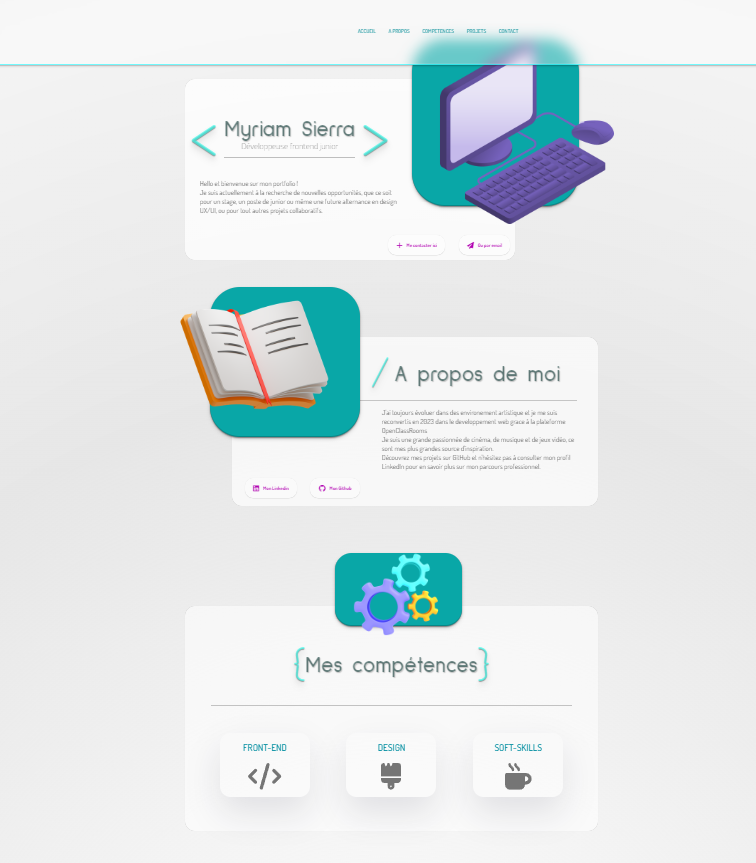 ACCUEIL A PROPOS COMPÉTENCES PROJETS CONTACT
Myriam Sierra
Développeuse frontend junior
Hello et bienvenue sur mon portfolio !
Je suis actuellement à la recherche de nouvelles opportunités, que ce soit
pour un stage, un poste de junior ou même une future alternance en design
UX/UI, ou pour tout autres projets collaboratifs.
Me contacter ici
Ou par email
A propos de moi
J'ai toujours évoluer dans des environement artistique et je me suis
reconvertis en 2023 dans le developpement web grace à la plateforme
OpenClassRooms
Je suis une grande passionnée de cinéma, de musique et de jeux vidéo, ce
sont mes plus grandes source d'inspiration.
Découvrez mes projets sur GitHub et n'hésitez pas à consulter mon profil
LinkedIn pour en savoir plus sur mon parcours professionnel.
Mon Linkedin
Mon Github
{Mes compétences}
FRONT-END
DESIGN
SOFT-SKILLS